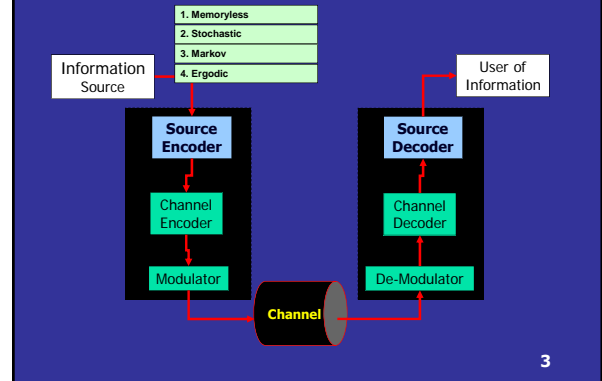 1. Memoryless
2. Stochastic
3. Markov
4. Ergodic
Information
Source
User of
Information
Source
Encoder
Source
Decoder
Channel
Encoder
Channel
Decoder
Modulator
De-Modulator
Channel
3